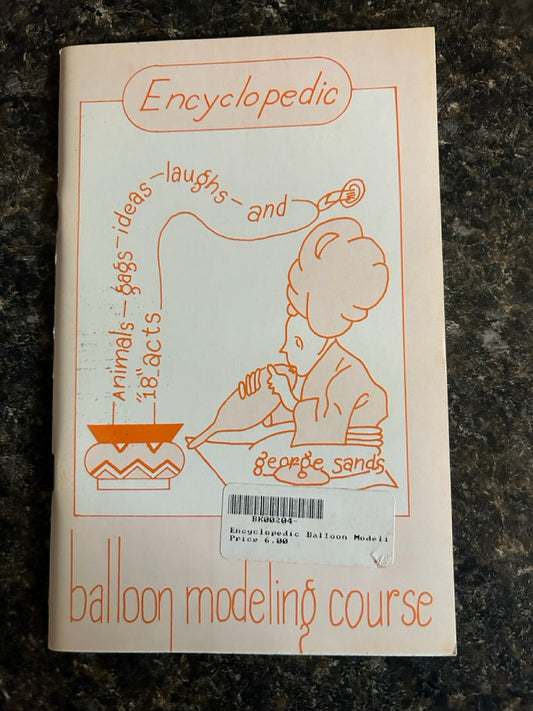 Encyclopedic
Animals - gags - ideas - laughs - and
"18" acts
george sands
BK00204-
Encyclopedic Balloon Modeli
Price 6.00
balloon modeling course